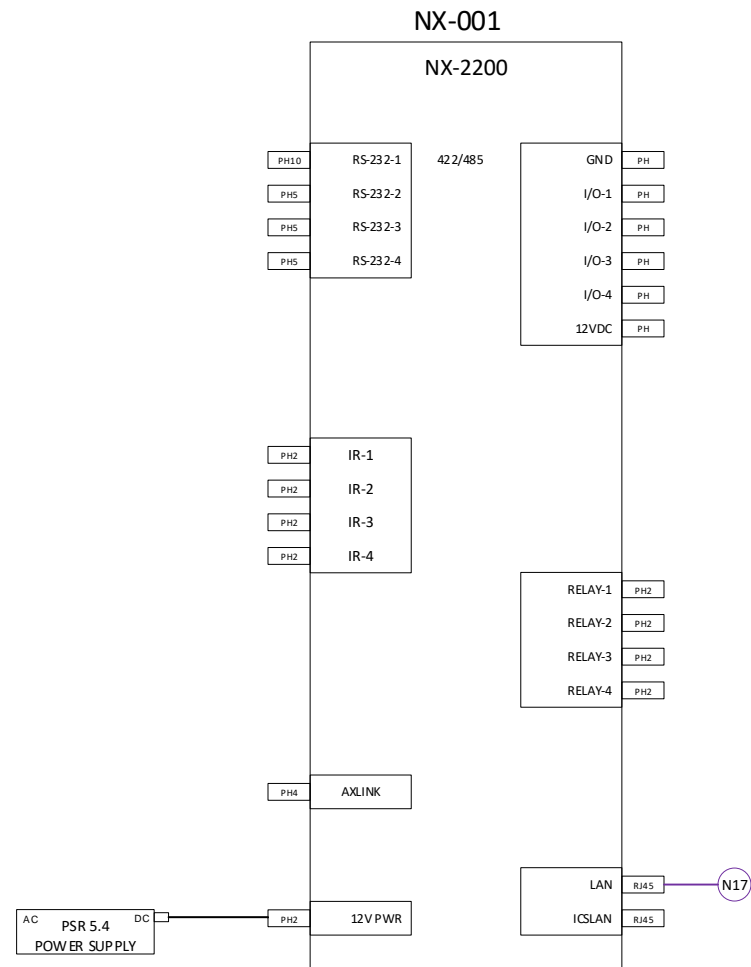 NX-001
NX-2200
PH10 RS-232-1 422/485 GND PH
PH5 RS-232-2 I/O-1 PH
PH5 RS-232-3 I/O-2 PH
PH5 RS-232-4 I/O-3 PH
I/O-4 PH
12VDC PH
PH2 IR-1
PH2 IR-2
PH2 IR-3
PH2 IR-4
RELAY-1 PH2
RELAY-2 PH2
RELAY-3 PH2
RELAY-4 PH2
PH4 AXLINK
LAN RJ45 N17
AC PSR 5.4 DC PH2 12V PWR ICSLAN RJ45
POWER SUPPLY